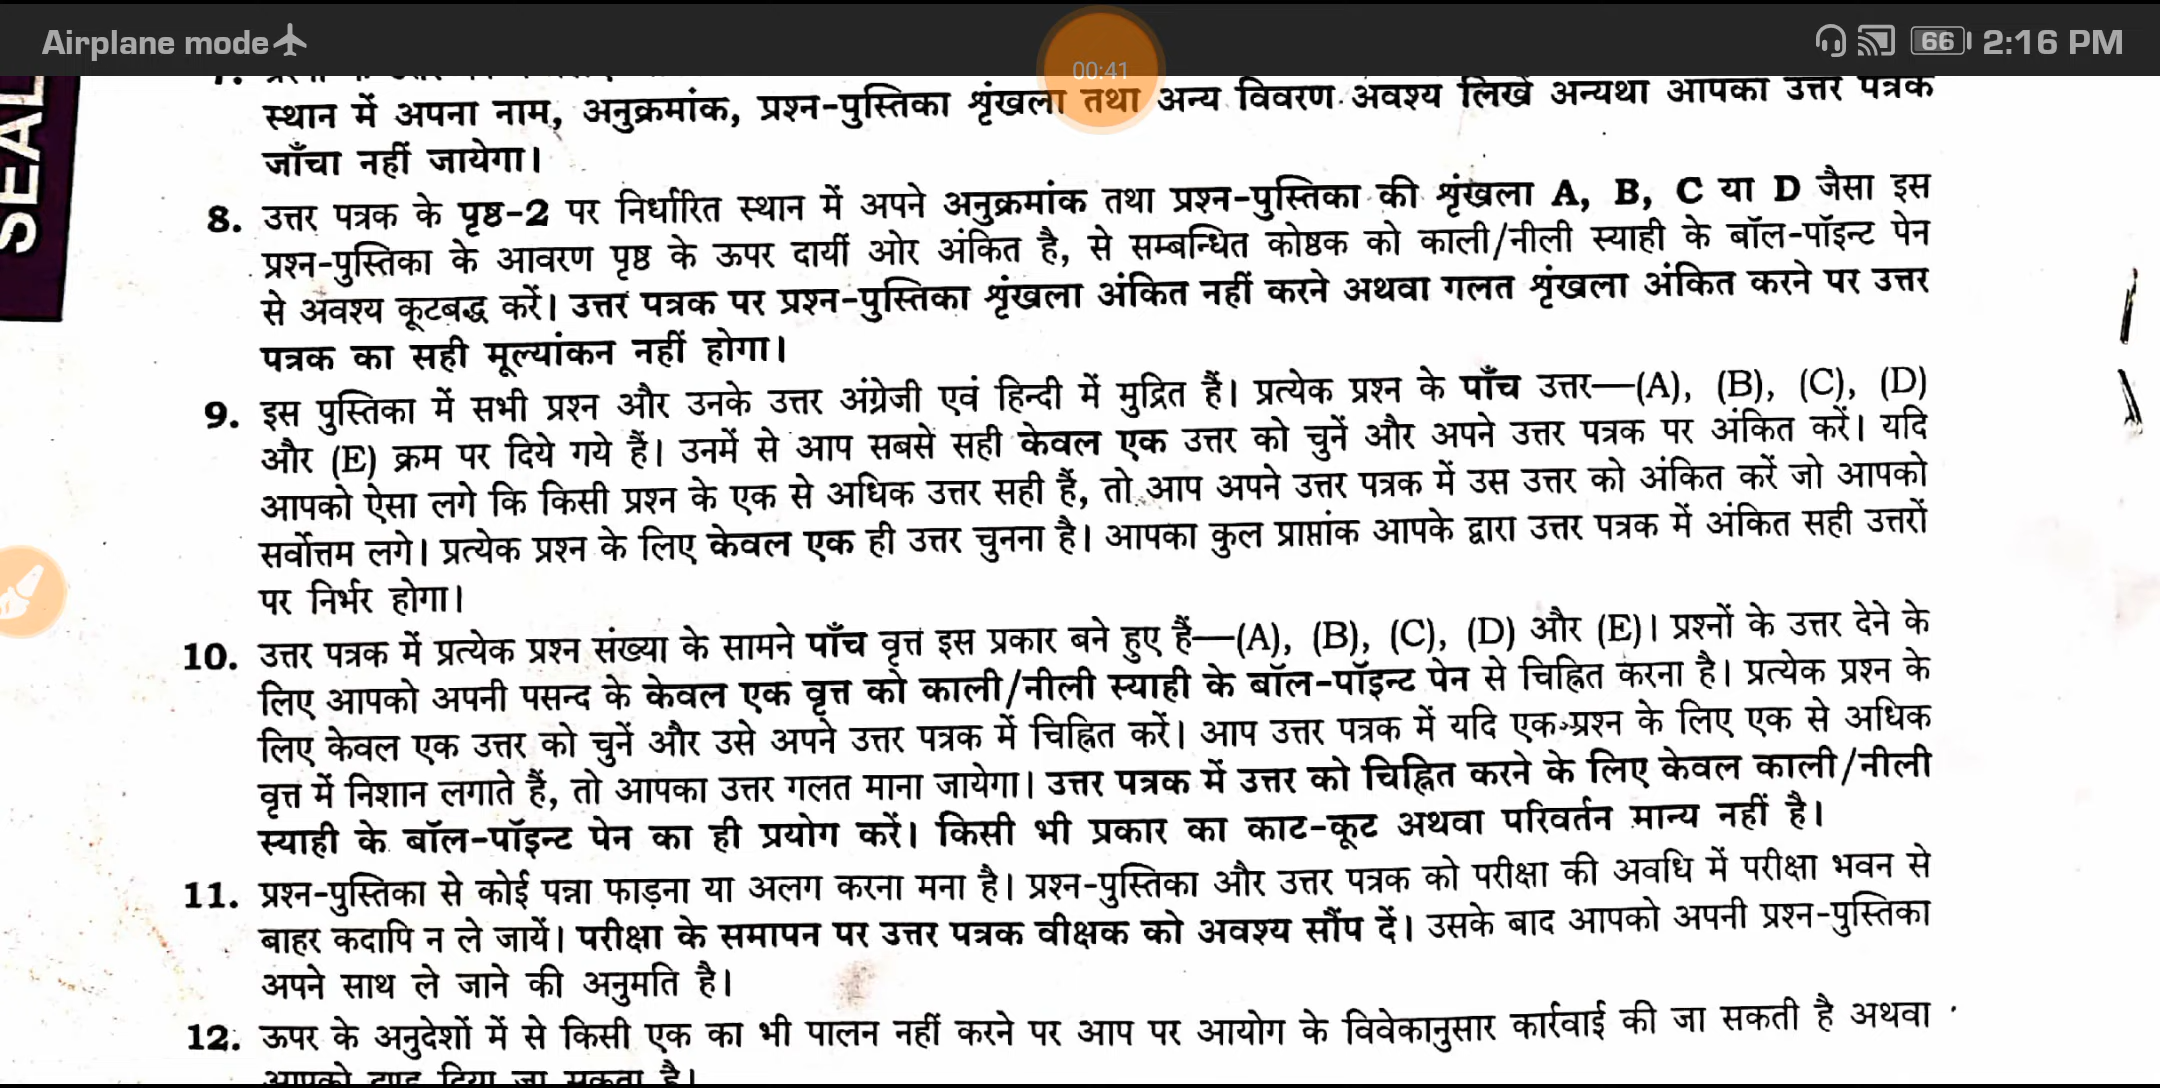 Airplane mode
66 2:16 PM
00:41
SEAL
स्थान में अपना नाम, अनुक्रमांक, प्रश्न-पुस्तिका शृंखला तथा अन्य विवरण अवश्य लिखें अन्यथा आपका उत्तर पत्रक
जाँचा नहीं जायेगा।
8. उत्तर पत्रक के पृष्ठ-2 पर निर्धारित स्थान में अपने अनुक्रमांक तथा प्रश्न-पुस्तिका की शृंखला A, B, C या D जैसा इस
प्रश्न-पुस्तिका के आवरण पृष्ठ के ऊपर दायीं ओर अंकित है, से सम्बन्धित कोष्ठक को काली/नीली स्याही के बॉल-पॉइन्ट पेन
से अवश्य कूटबद्ध करें। उत्तर पत्रक पर प्रश्न-पुस्तिका शृंखला अंकित नहीं करने अथवा गलत शृंखला अंकित करने पर उत्तर
पत्रक का सही मूल्यांकन नहीं होगा।
9. इस पुस्तिका में सभी प्रश्न और उनके उत्तर अंग्रेजी एवं हिन्दी में मुद्रित हैं। प्रत्येक प्रश्न के पाँच उत्तर—(A), (B), (C), (D)
और (E) क्रम पर दिये गये हैं। उनमें से आप सबसे सही केवल एक उत्तर को चुनें और अपने उत्तर पत्रक पर अंकित करें। यदि
आपको ऐसा लगे कि किसी प्रश्न के एक से अधिक उत्तर सही हैं, तो आप अपने उत्तर पत्रक में उस उत्तर को अंकित करें जो आपको
सर्वोत्तम लगे। प्रत्येक प्रश्न के लिए केवल एक ही उत्तर चुनना है। आपका कुल प्राप्तांक आपके द्वारा उत्तर पत्रक में अंकित सही उत्तरों
पर निर्भर होगा।
10. उत्तर पत्रक में प्रत्येक प्रश्न संख्या के सामने पाँच वृत्त इस प्रकार बने हुए हैं—(A), (B), (C), (D) और (E)। प्रश्नों के उत्तर देने के
लिए आपको अपनी पसन्द के केवल एक वृत्त को काली/नीली स्याही के बॉल-पॉइन्ट पेन से चिह्नित करना है। प्रत्येक प्रश्न के
लिए केवल एक उत्तर को चुनें और उसे अपने उत्तर पत्रक में चिह्नित करें। आप उत्तर पत्रक में यदि एक प्रश्न के लिए एक से अधिक
वृत्त में निशान लगाते हैं, तो आपका उत्तर गलत माना जायेगा। उत्तर पत्रक में उत्तर को चिह्नित करने के लिए केवल काली/नीली
स्याही के बॉल-पॉइन्ट पेन का ही प्रयोग करें। किसी भी प्रकार का काट-कूट अथवा परिवर्तन मान्य नहीं है।
11. प्रश्न-पुस्तिका से कोई पन्ना फाड़ना या अलग करना मना है। प्रश्न-पुस्तिका और उत्तर पत्रक को परीक्षा की अवधि में परीक्षा भवन से
बाहर कदापि न ले जायें। परीक्षा के समापन पर उत्तर पत्रक वीक्षक को अवश्य सौंप दें। उसके बाद आपको अपनी प्रश्न-पुस्तिका
अपने साथ ले जाने की अनुमति है।
12. ऊपर के अनुदेशों में से किसी एक का भी पालन नहीं करने पर आप पर आयोग के विवेकानुसार कार्रवाई की जा सकती है अथवा
आपको दण्ड दिया जा सकता है।